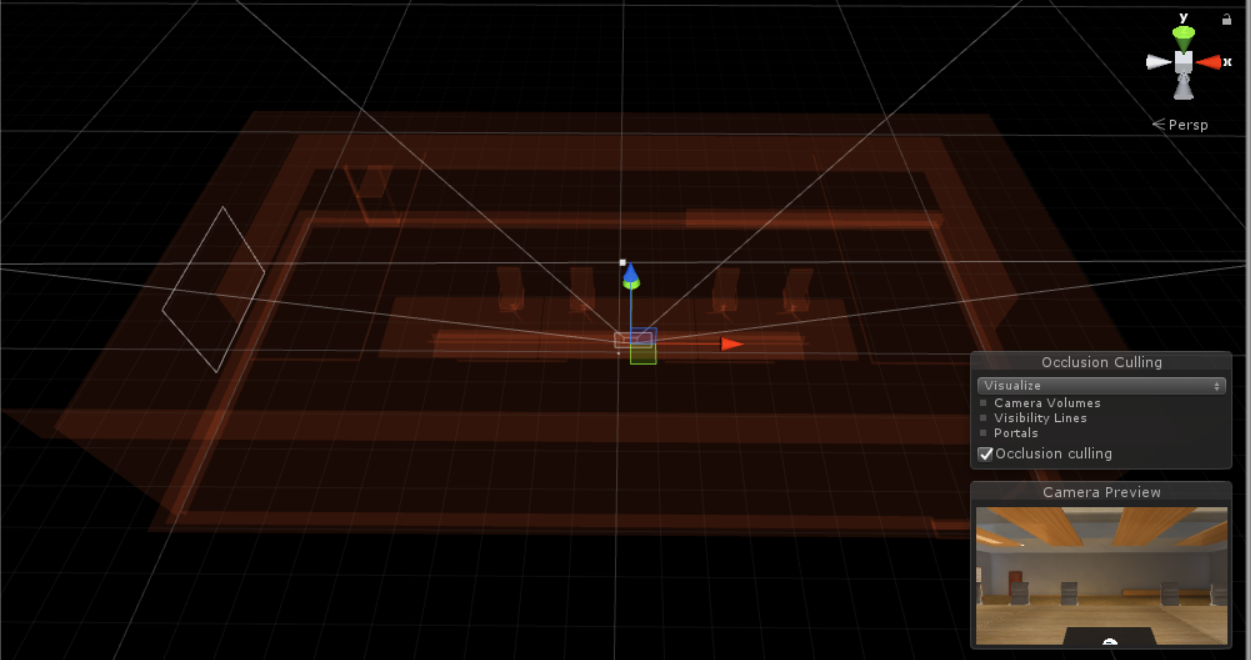 y
x
Persp
Occlusion Culling
Visualize
Camera Volumes
Visibility Lines
Portals
Occlusion culling
Camera Preview